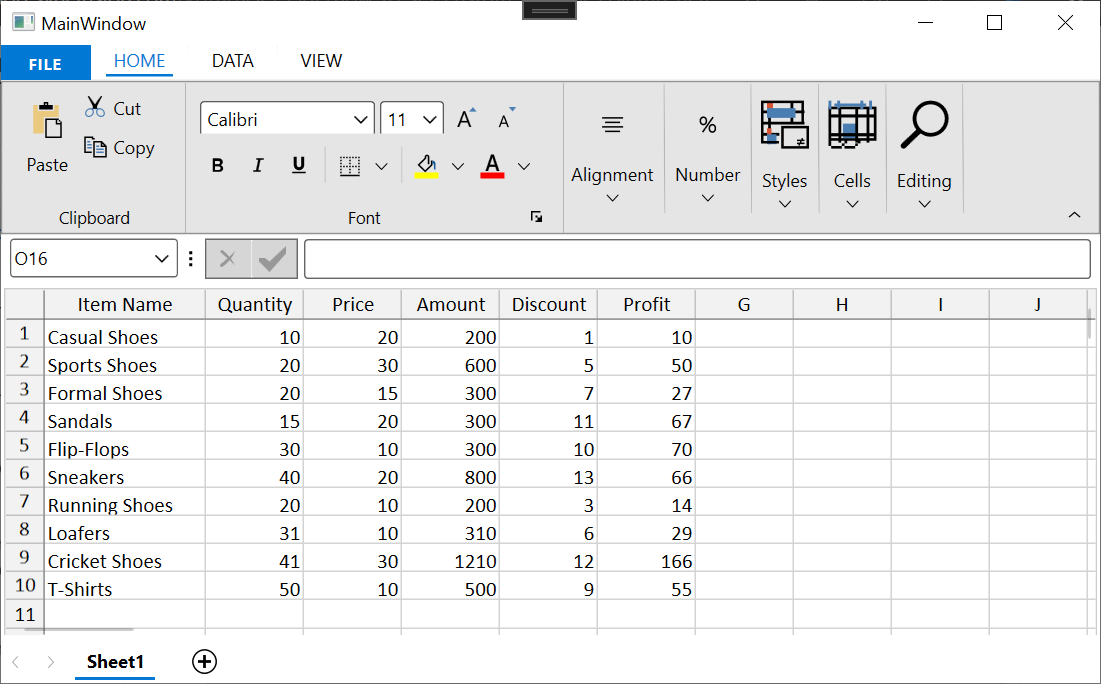 MainWindow
FILE HOME DATA VIEW
Paste Cut Copy Clipboard
Calibri 11 A A
B I U A
Font
Alignment
% Number
≠ Styles
Cells
Editing
O16
Item Name Quantity Price Amount Discount Profit G H I J
1 Casual Shoes 10 20 200 1 10
2 Sports Shoes 20 30 600 5 50
3 Formal Shoes 20 15 300 7 27
4 Sandals 15 20 300 11 67
5 Flip-Flops 30 10 300 10 70
6 Sneakers 40 20 800 13 66
7 Running Shoes 20 10 200 3 14
8 Loafers 31 10 310 6 29
9 Cricket Shoes 41 30 1210 12 166
10 T-Shirts 50 10 500 9 55
11
Sheet1